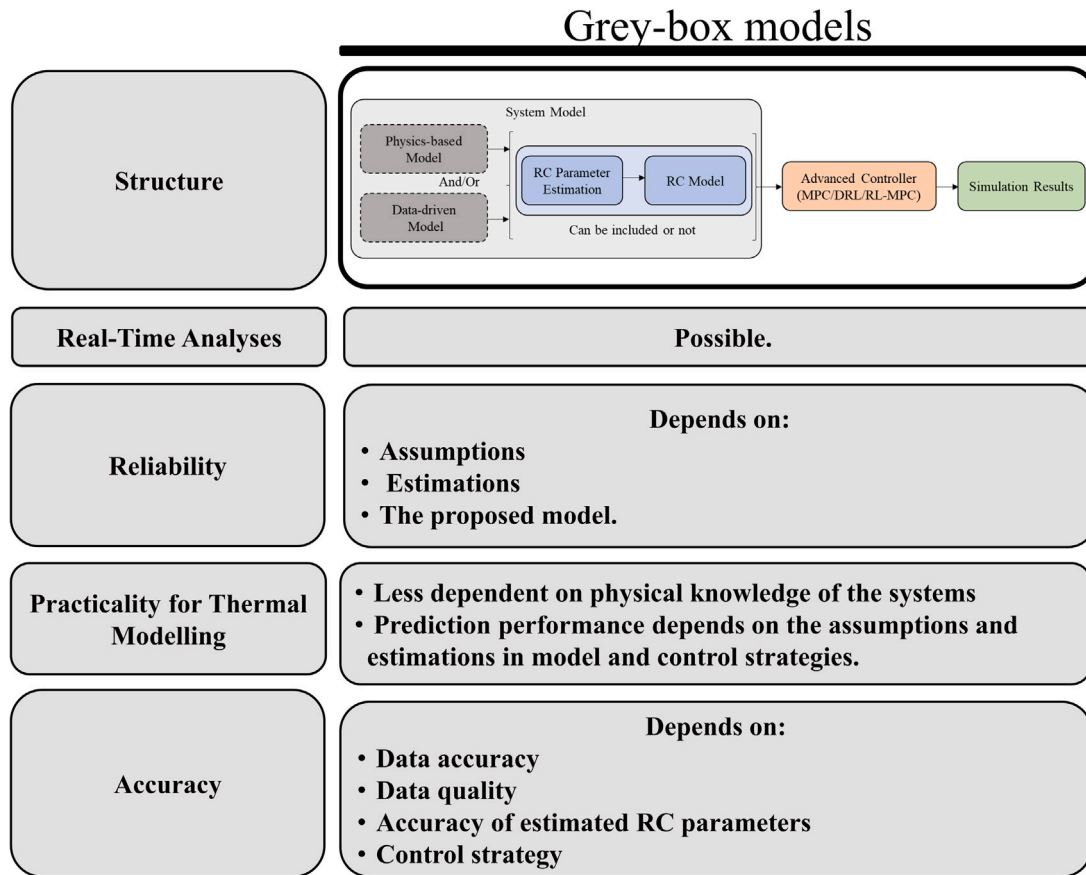 Grey-box models
Structure
System Model
Physics-based
Model
And/Or
Data-driven
Model
RC Parameter
Estimation
RC Model
Can be included or not
Advanced Controller
(MPC/DRL/RL-MPC)
Simulation Results
Real-Time Analyses
Possible.
Reliability
Depends on:
• Assumptions
• Estimations
• The proposed model.
Practicality for Thermal
Modelling
• Less dependent on physical knowledge of the systems
• Prediction performance depends on the assumptions and
estimations in model and control strategies.
Accuracy
Depends on:
• Data accuracy
• Data quality
• Accuracy of estimated RC parameters
• Control strategy